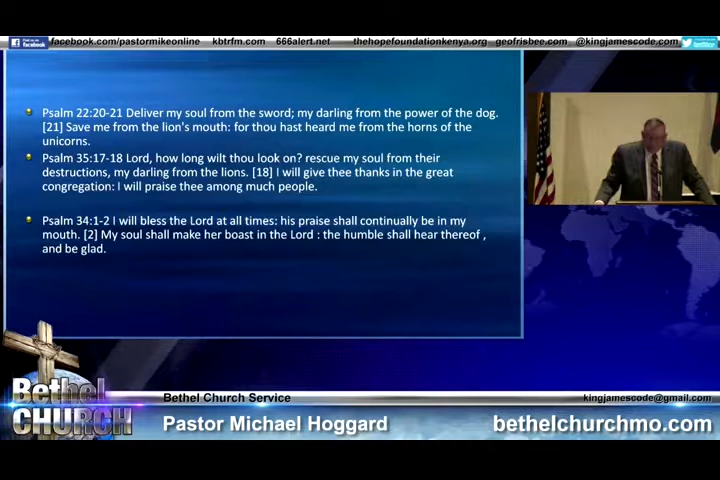 Find us on facebook
facebook.com/pastormikeonline kbtrfm.com 666alert.net thehopefoundationkenya.org geofrisbee.com @kingjamescode.com
Psalm 22:20-21 Deliver my soul from the sword; my darling from the power of the dog.
[21] Save me from the lion's mouth: for thou hast heard me from the horns of the
unicorns.
Psalm 35:17-18 Lord, how long wilt thou look on? rescue my soul from their
destructions, my darling from the lions. [18] I will give thee thanks in the great
congregation: I will praise thee among much people.
Psalm 34:1-2 I will bless the Lord at all times: his praise shall continually be in my
mouth. [2] My soul shall make her boast in the Lord : the humble shall hear thereof ,
and be glad.
Bethel
CHURCH
Bethel Church Service kingjamescode@gmail.com
Pastor Michael Hoggard bethelchurchmo.com